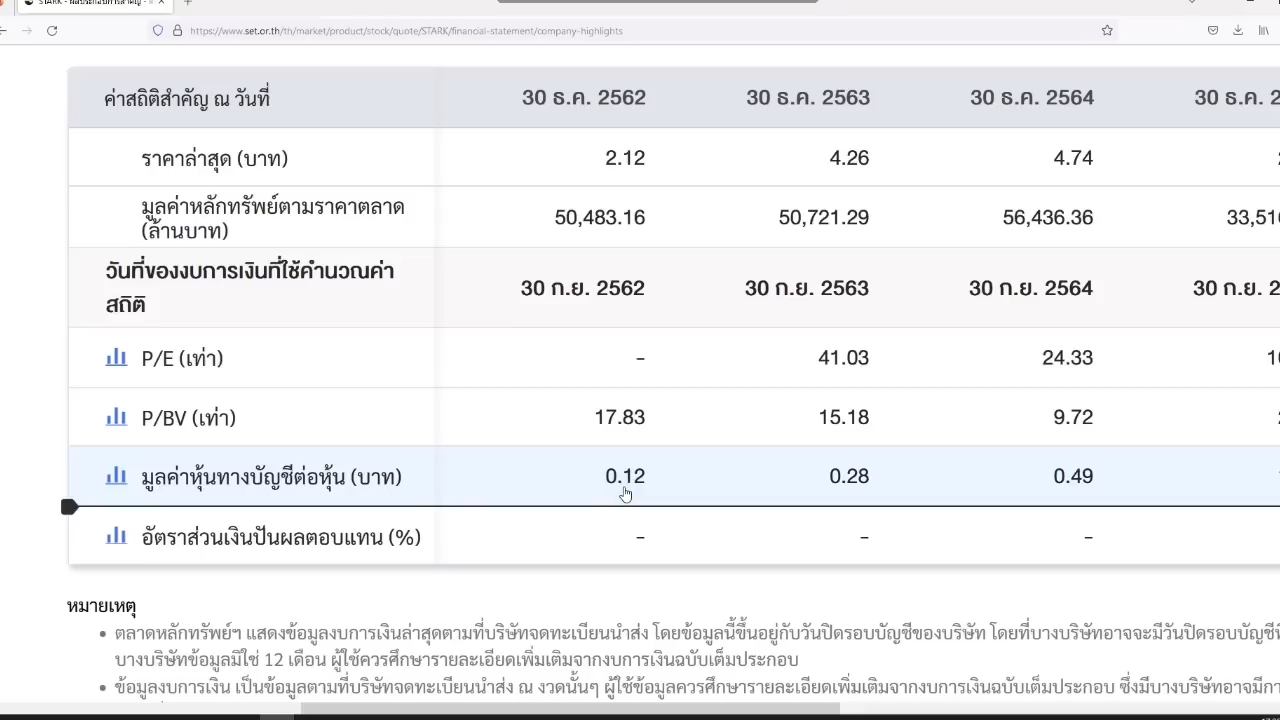 STARK - ผลประกอบการสำคัญ -
https://www.set.or.th/th/market/product/stock/quote/STARK/financial-statement/company-highlights
ค่าสถิติสำคัญ ณ วันที่ 30 ธ.ค. 2562 30 ธ.ค. 2563 30 ธ.ค. 2564 30 ธ.ค.
ราคาล่าสุด (บาท) 2.12 4.26 4.74
มูลค่าหลักทรัพย์ตามราคาตลาด
(ล้านบาท) 50,483.16 50,721.29 56,436.36
วันที่ของงบการเงินที่ใช้คำนวณค่า
สถิติ 30 ก.ย. 2562 30 ก.ย. 2563 30 ก.ย. 2564 30 ก.ย.
P/E (เท่า) - 41.03 24.33
P/BV (เท่า) 17.83 15.18 9.72
มูลค่าหุ้นทางบัญชีต่อหุ้น (บาท) 0.12 0.28 0.49
อัตราส่วนเงินปันผลตอบแทน (%) - - -
หมายเหตุ
• ตลาดหลักทรัพย์ฯ แสดงข้อมูลงบการเงินล่าสุดตามที่บริษัทจดทะเบียนนำส่ง โดยข้อมูลนี้ขึ้นอยู่กับวันปิดรอบบัญชีของบริษัท โดยที่บางบริษัทอาจจะมีวันปิดรอบบัญชี
บางบริษัทข้อมูลมิใช่ 12 เดือน ผู้ใช้ควรศึกษารายละเอียดเพิ่มเติมจากงบการเงินฉบับเต็มประกอบ
• ข้อมูลงบการเงิน เป็นข้อมูลตามที่บริษัทจดทะเบียนนำส่ง ณ งวดนั้นๆ ผู้ใช้ข้อมูลควรศึกษารายละเอียดเพิ่มเติมจากงบการเงินฉบับเต็มประกอบ ซึ่งมีบางบริษัทอาจมี